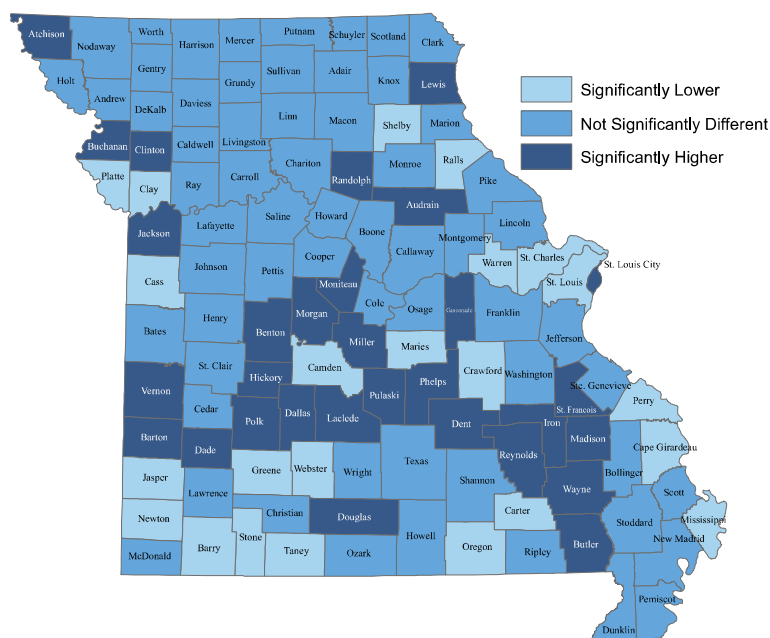 Atchison
Nodaway
Worth
Harrison
Mercer
Putnam
Schuyler
Scotland
Clark
Holt
Gentry
Sullivan
Adair
Knox
Lewis
Significantly Lower
Andrew
DeKalb
Daviess
Grundy
Linn
Macon
Shelby
Marion
Not Significantly Different
Buchanan
Clinton
Caldwell
Livingston
Chariton
Randolph
Monroe
Ralls
Significantly Higher
Platte
Clay
Ray
Carroll
Pike
Audrain
Jackson
Lafayette
Saline
Howard
Boone
Callaway
Montgomery
Lincoln
Warren
St. Charles
St. Louis City
Cass
Johnson
Pettis
Cooper
Moniteau
Cole
Osage
Gasconade
Franklin
St. Louis
Bates
Henry
Benton
Morgan
Miller
Maries
Jefferson
Vernon
St. Clair
Hickory
Camden
Pulaski
Phelps
Crawford
Washington
Ste. Genevieve
St. Francois
Perry
Cedar
Polk
Dallas
Laclede
Dent
Iron
Madison
Barton
Dade
Reynolds
Bollinger
Cape Girardeau
Jasper
Greene
Webster
Wright
Texas
Shannon
Wayne
Scott
Lawrence
Newton
Christian
Douglas
Howell
Carter
Stoddard
Mississippi
McDonald
Barry
Stone
Taney
Ozark
Oregon
Ripley
Butler
New Madrid
Pemiscot
Dunklin